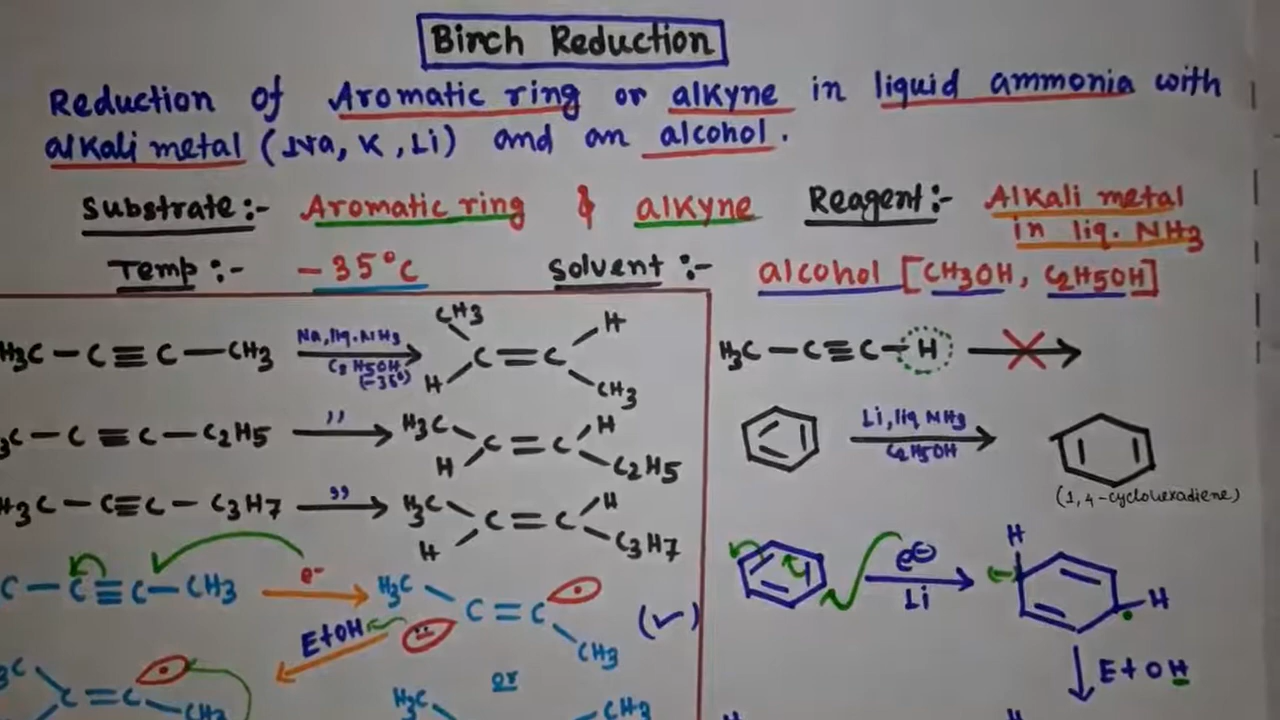 Birch Reduction
Reduction of Aromatic ring or alkyne in liquid ammonia with
alkali metal (Na, K, Li) and an alcohol.
Substrate:- Aromatic ring & alkyne Reagent:- Alkali metal
in liq. NH3
Temp:- -35°C Solvent:- alcohol [CH3OH, C2H5OH]
H3C-C≡C-CH3 Na, liq. NH3 C2H5OH (-35°) CH3 H C=C H CH3
H3C-C≡C-H
3C-C≡C-C2H5 " H3C H C=C H C2H5
Li, liq NH3 C2H5OH
(1,4-cyclohexadiene)
H3C-C≡C-C3H7 " H3C H C=C H C3H7
C-C≡C-CH3 e- H3C C=C CH3 (✓)
e⊖ Li H H
EtOH
EtOH
3C C=C CH3
or
H3C CH3
H H